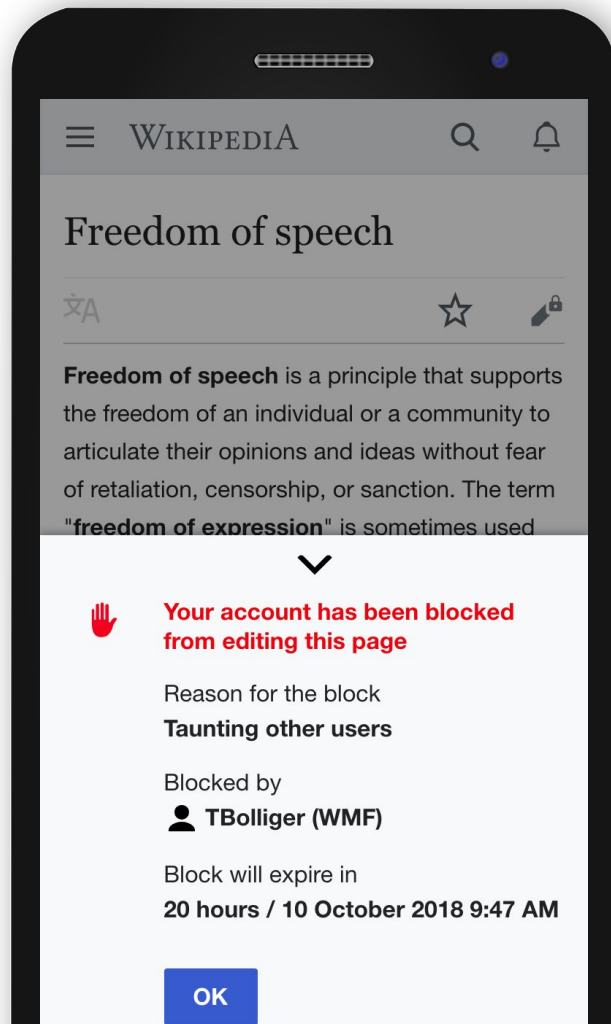 WIKIPEDIA
Freedom of speech
文A
Freedom of speech is a principle that supports
the freedom of an individual or a community to
articulate their opinions and ideas without fear
of retaliation, censorship, or sanction. The term
"freedom of expression" is sometimes used
Your account has been blocked
from editing this page
Reason for the block
Taunting other users
Blocked by
TBolliger (WMF)
Block will expire in
20 hours / 10 October 2018 9:47 AM
OK